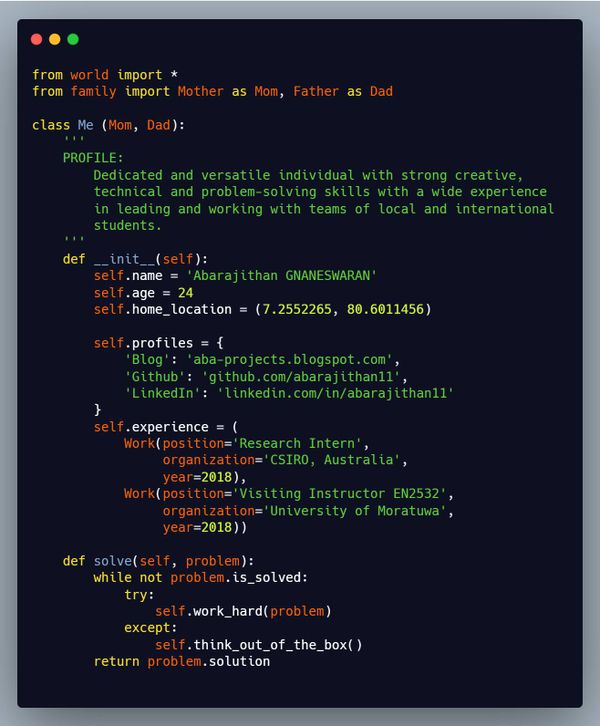 from world import *
from family import Mother as Mom, Father as Dad

class Me (Mom, Dad):
    '''
    PROFILE:
        Dedicated and versatile individual with strong creative,
        technical and problem-solving skills with a wide experience
        in leading and working with teams of local and international
        students.
    '''
    def __init__(self):
        self.name = 'Abarajithan GNANESWARAN'
        self.age = 24
        self.home_location = (7.2552265, 80.6011456)

        self.profiles = {
            'Blog': 'aba-projects.blogspot.com',
            'Github': 'github.com/abarajithan11',
            'LinkedIn': 'linkedin.com/in/abarajithan11'
        }
        self.experience = (
            Work(position='Research Intern',
                 organization='CSIRO, Australia',
                 year=2018),
            Work(position='Visiting Instructor EN2532',
                 organization='University of Moratuwa',
                 year=2018))

    def solve(self, problem):
        while not problem.is_solved:
            try:
                self.work_hard(problem)
            except:
                self.think_out_of_the_box()
        return problem.solution